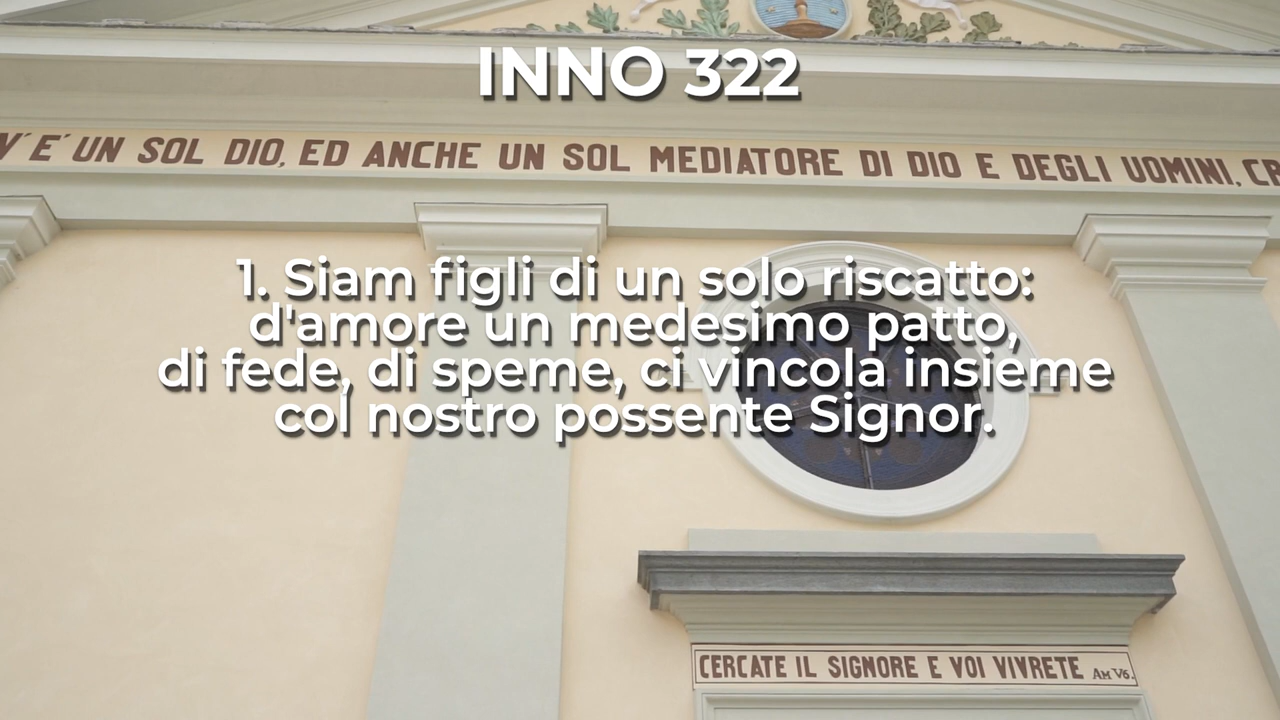 INNO 322
V' E' UN SOL DIO, ED ANCHE UN SOL MEDIATORE DI DIO E DEGLI UOMINI, CR
1. Siam figli di un solo riscatto:
d'amore un medesimo patto,
di fede, di speme, ci vincola insieme
col nostro possente Signor.
CERCATE IL SIGNORE E VOI VIVRETE AM V6.